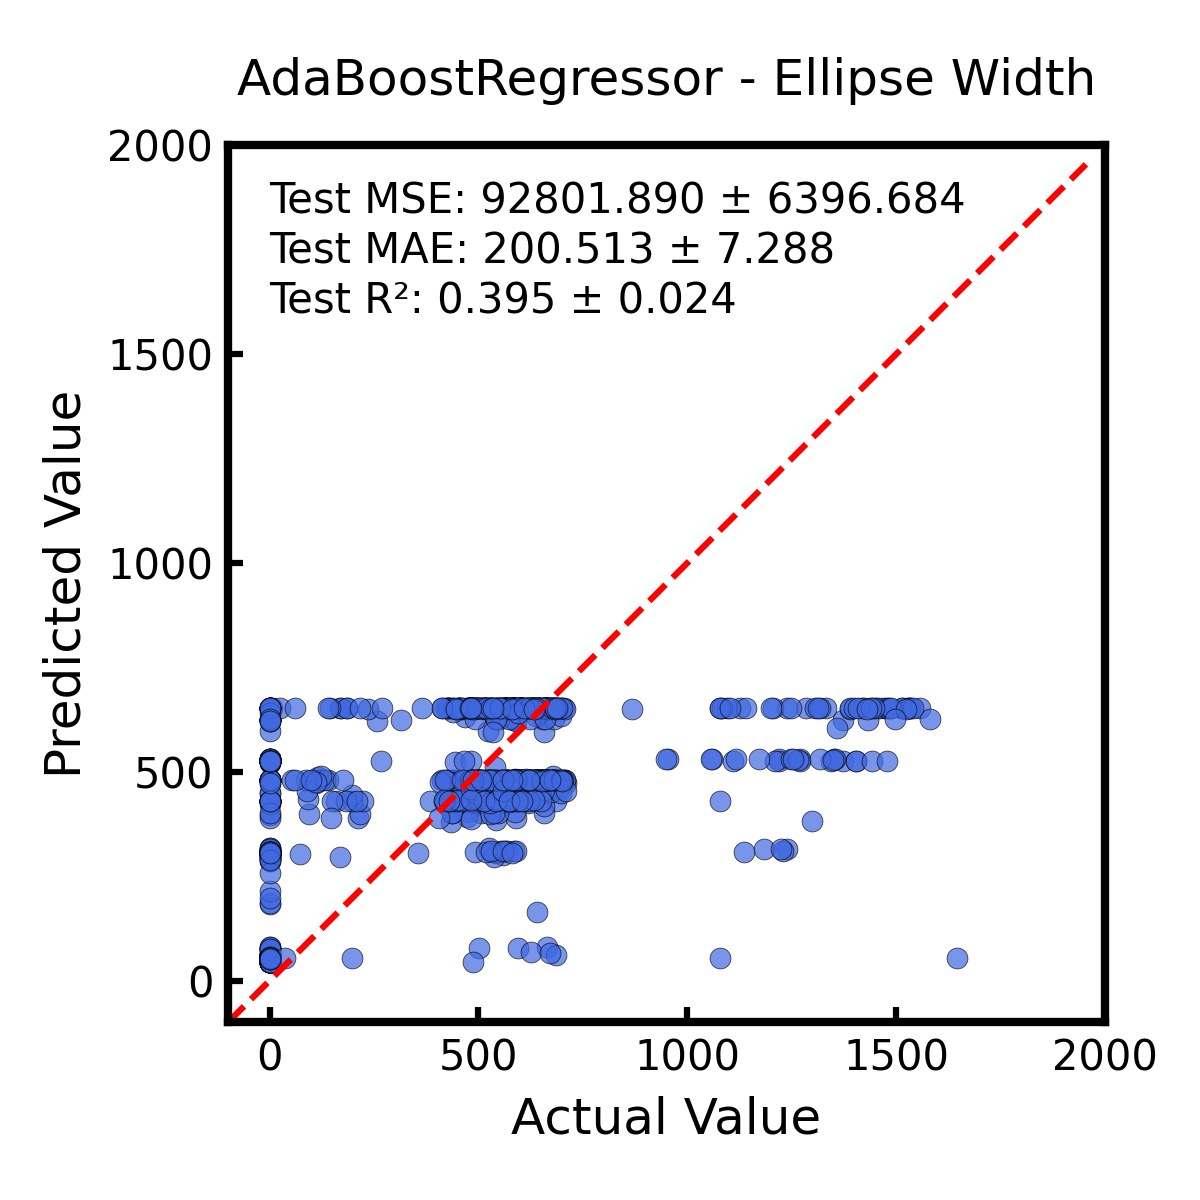 AdaBoostRegressor - Ellipse Width
2000
1500
1000
500
0
Test MSE: 92801.890 ± 6396.684
Test MAE: 200.513 ± 7.288
Test R²: 0.395 ± 0.024
Predicted Value
0 500 1000 1500 2000
Actual Value